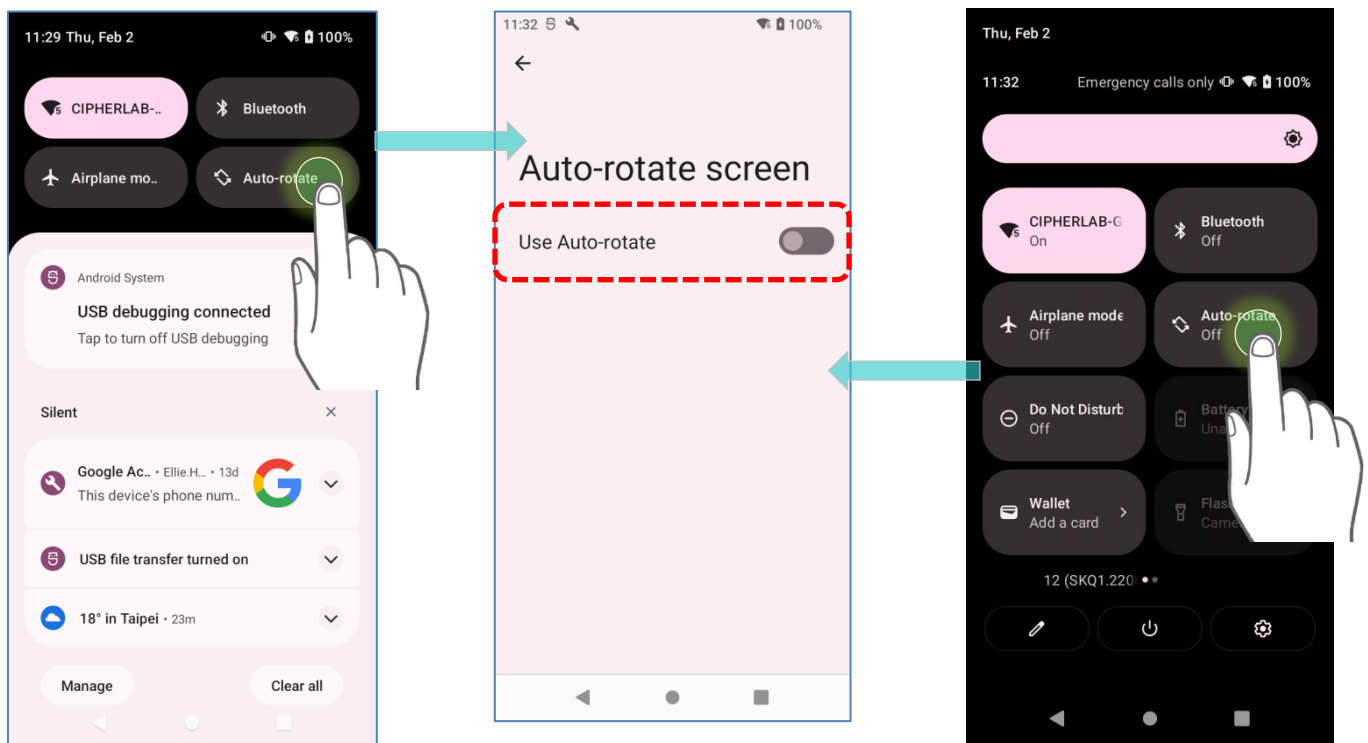 11:29 Thu, Feb 2
100%
CIPHERLAB-..
Bluetooth
Airplane mo..
Auto-rotate
Android System
USB debugging connected
Tap to turn off USB debugging
Silent
Google Ac.. • Ellie.H... • 13d
This device's phone num..
USB file transfer turned on
18° in Taipei • 23m
Manage
Clear all
11:32
100%
Auto-rotate screen
Use Auto-rotate
Thu, Feb 2
11:32
Emergency calls only
100%
CIPHERLAB-G
On
Bluetooth
Off
Airplane mode
Off
Auto-rotate
Off
Do Not Disturb
Off
Battery
Una
Wallet
Add a card
Flas
Came
12 (SKQ1.220